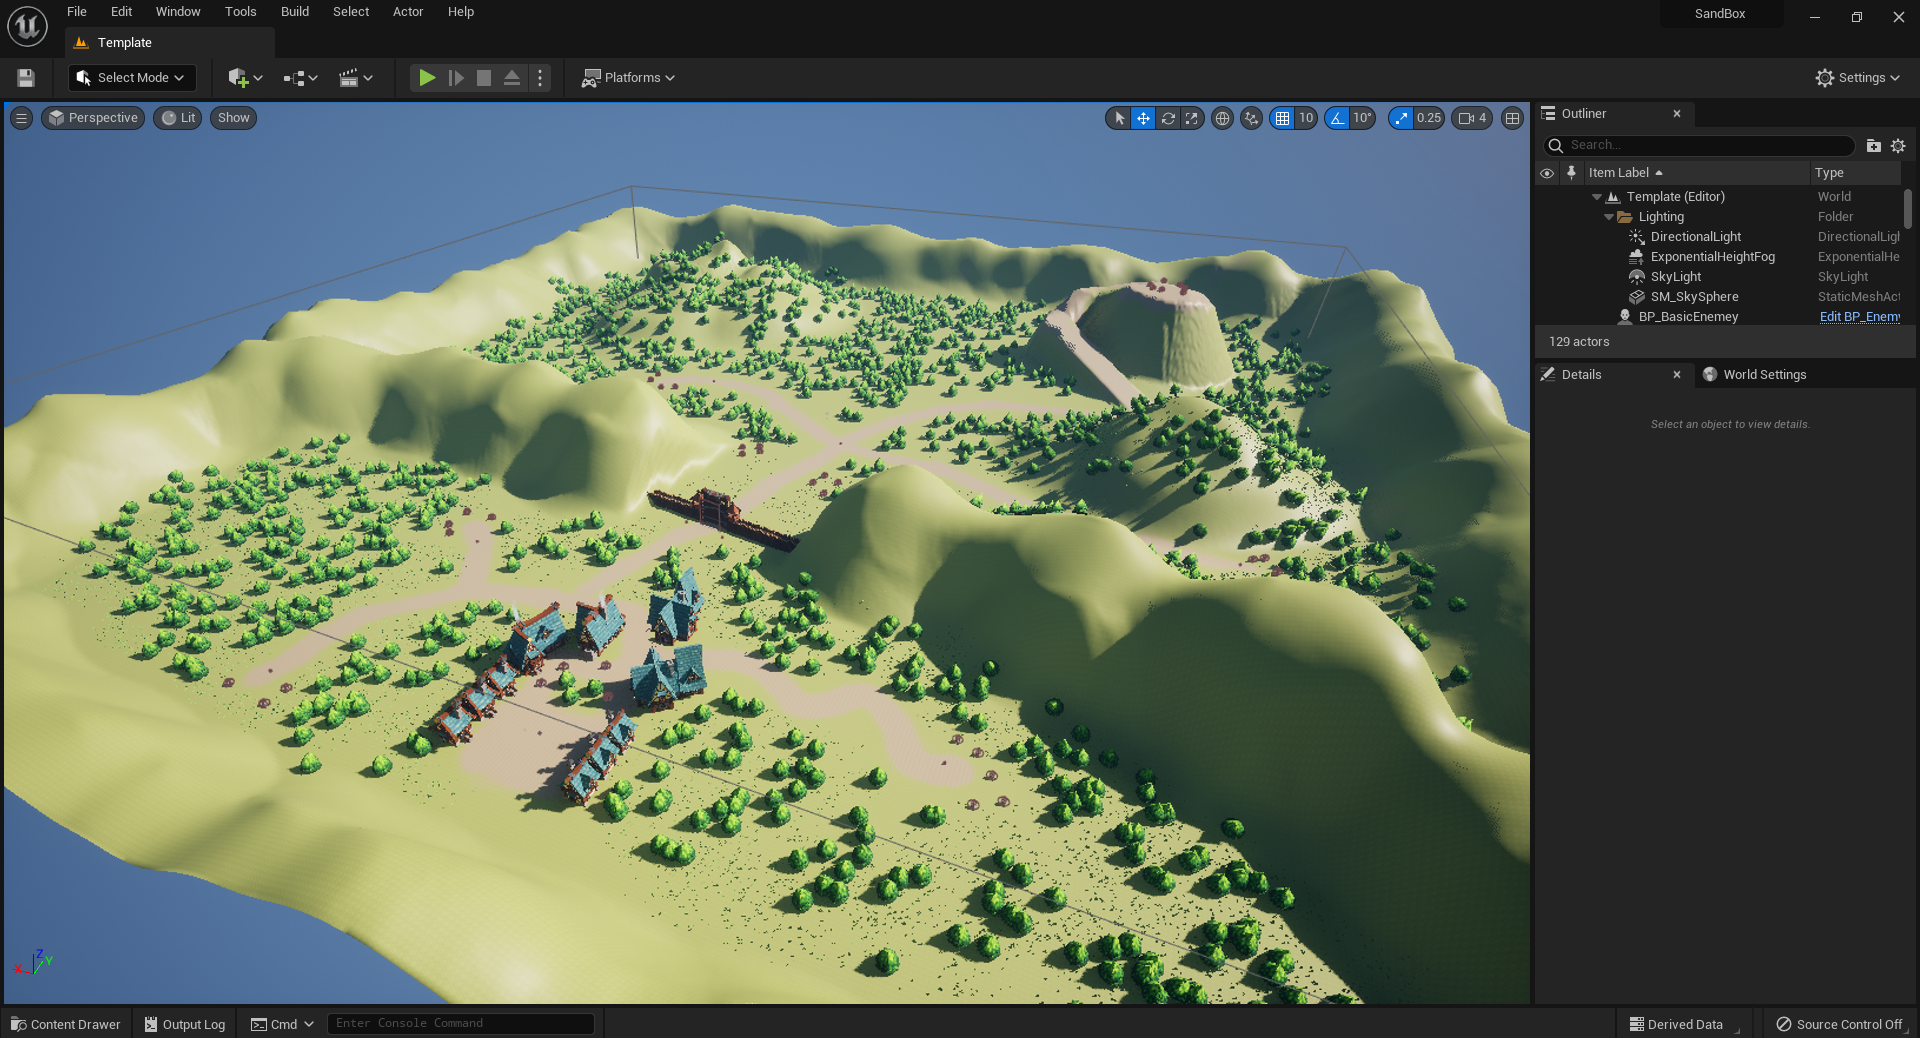 File Edit Window Tools Build Select Actor Help
SandBox
Template
Select Mode
Platforms
Settings
Perspective Lit Show
10 10° 0.25 4
Outliner
Search...
Item Label Type
Template (Editor) World
Lighting Folder
DirectionalLight DirectionalLigh
ExponentialHeightFog ExponentialHe
SkyLight SkyLight
SM_SkySphere StaticMeshAct
BP_BasicEnemey Edit BP_Enemy
129 actors
Details World Settings
Select an object to view details.
Z
X Y
Content Drawer Output Log Cmd Enter Console Command Derived Data Source Control Off